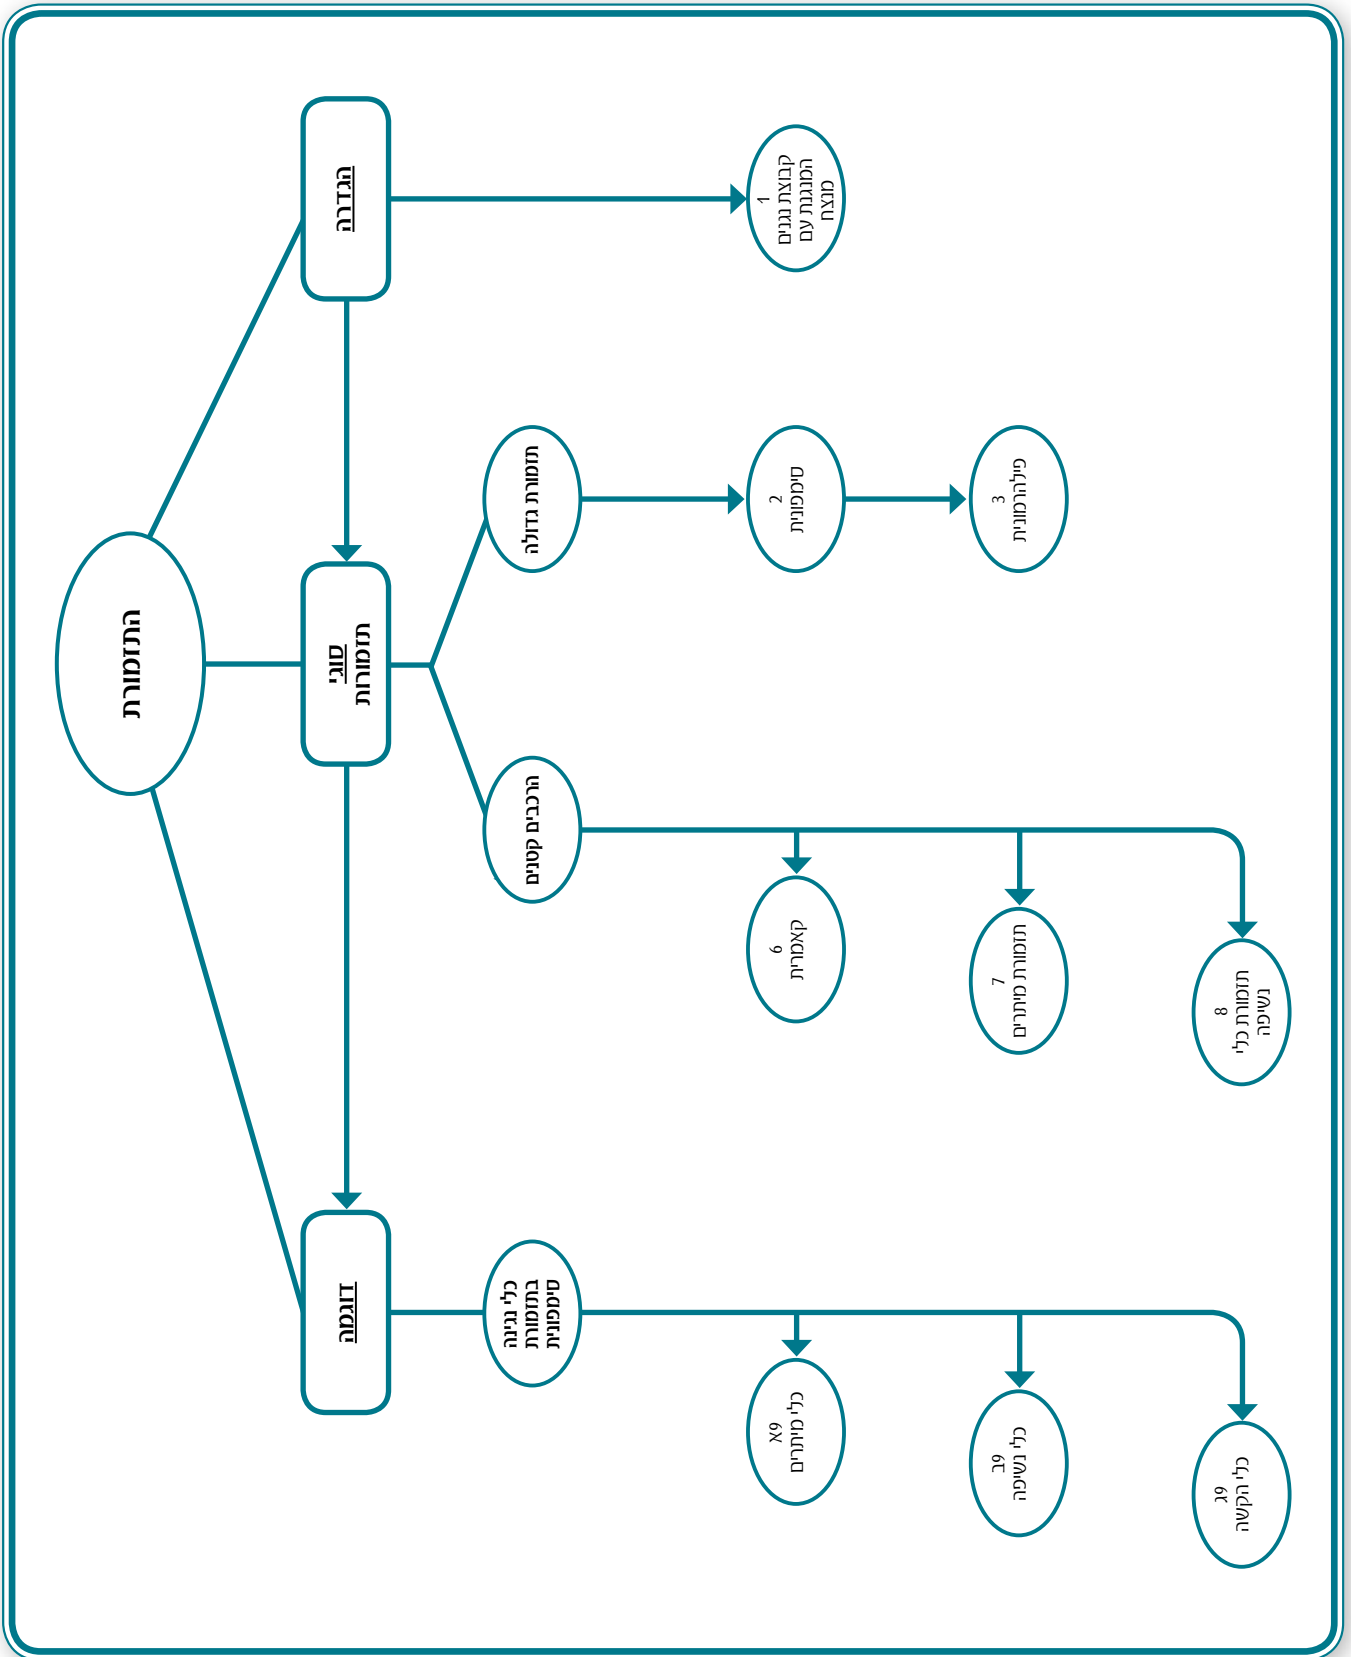 התזמורת
הגדרה
סוגי
תזמורות
דוגמה
תזמורת גדולה
הרכבים קטנים
כלי נגינה
בתזמורת
סימפונית
1
קבוצת נגנים
המנגנת עם
מנצח
2
סימפונית
3
פילהרמונית
6
קאמרית
7
תזמורת מיתרים
8
תזמורת כלי
נשיפה
9א
כלי מיתרים
9ב
כלי נשיפה
9ג
כלי הקשה